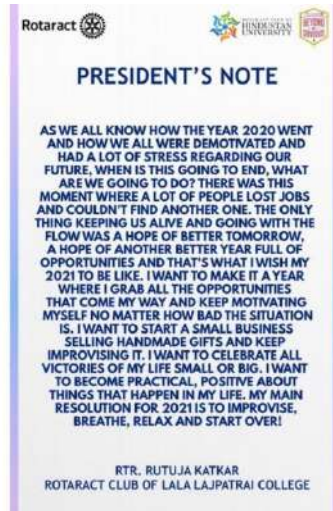 Rotaract
HINDUSTAN
UNIVERSITY
BEYOND
PRESIDENT'S NOTE
AS WE ALL KNOW HOW THE YEAR 2020 WENT
AND HOW WE ALL WERE DEMOTIVATED AND
HAD A LOT OF STRESS REGARDING OUR
FUTURE, WHEN IS THIS GOING TO END, WHAT
ARE WE GOING TO DO? THERE WAS THIS
MOMENT WHERE A LOT OF PEOPLE LOST JOBS
AND COULDN'T FIND ANOTHER ONE. THE ONLY
THING KEEPING US ALIVE AND GOING WITH THE
FLOW WAS A HOPE OF BETTER TOMORROW,
A HOPE OF ANOTHER BETTER YEAR FULL OF
OPPORTUNITIES AND THAT'S WHAT I WISH MY
2021 TO BE LIKE. I WANT TO MAKE IT A YEAR
WHERE I GRAB ALL THE OPPORTUNITIES
THAT COME MY WAY AND KEEP MOTIVATING
MYSELF NO MATTER HOW BAD THE SITUATION
IS. I WANT TO START A SMALL BUSINESS
SELLING HANDMADE GIFTS AND KEEP
IMPROVISING IT. I WANT TO CELEBRATE ALL
VICTORIES OF MY LIFE SMALL OR BIG. I WANT
TO BECOME PRACTICAL, POSITIVE ABOUT
THINGS THAT HAPPEN IN MY LIFE. MY MAIN
RESOLUTION FOR 2021 IS TO IMPROVISE,
BREATHE, RELAX AND START OVER!
RTR. RUTUJA KATKAR
ROTARACT CLUB OF LALA LAJPATRAI COLLEGE